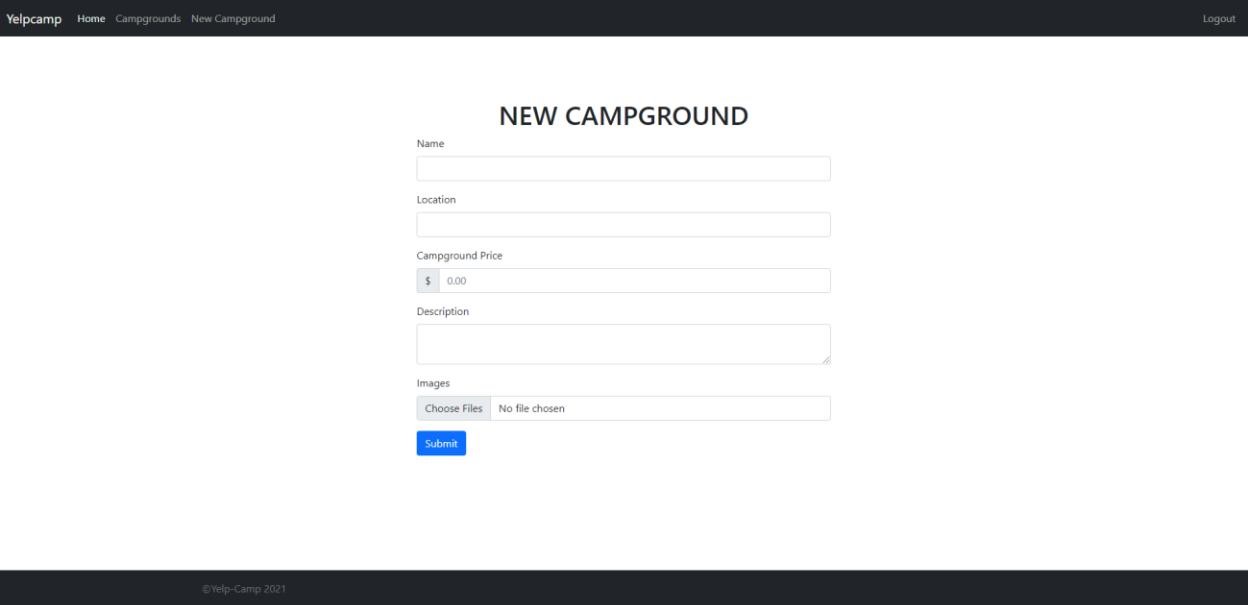 Yelpcamp Home Campgrounds New Campground Logout
NEW CAMPGROUND
Name
Location
Campground Price
$ 0.00
Description
Images
Choose Files No file chosen
Submit
©Yelp-Camp 2021